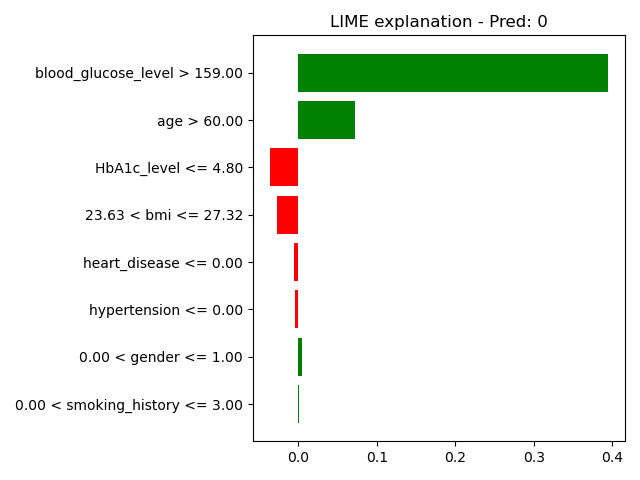 LIME explanation - Pred: 0
blood_glucose_level > 159.00
age > 60.00
HbA1c_level <= 4.80
23.63 < bmi <= 27.32
heart_disease <= 0.00
hypertension <= 0.00
0.00 < gender <= 1.00
0.00 < smoking_history <= 3.00
0.0 0.1 0.2 0.3 0.4